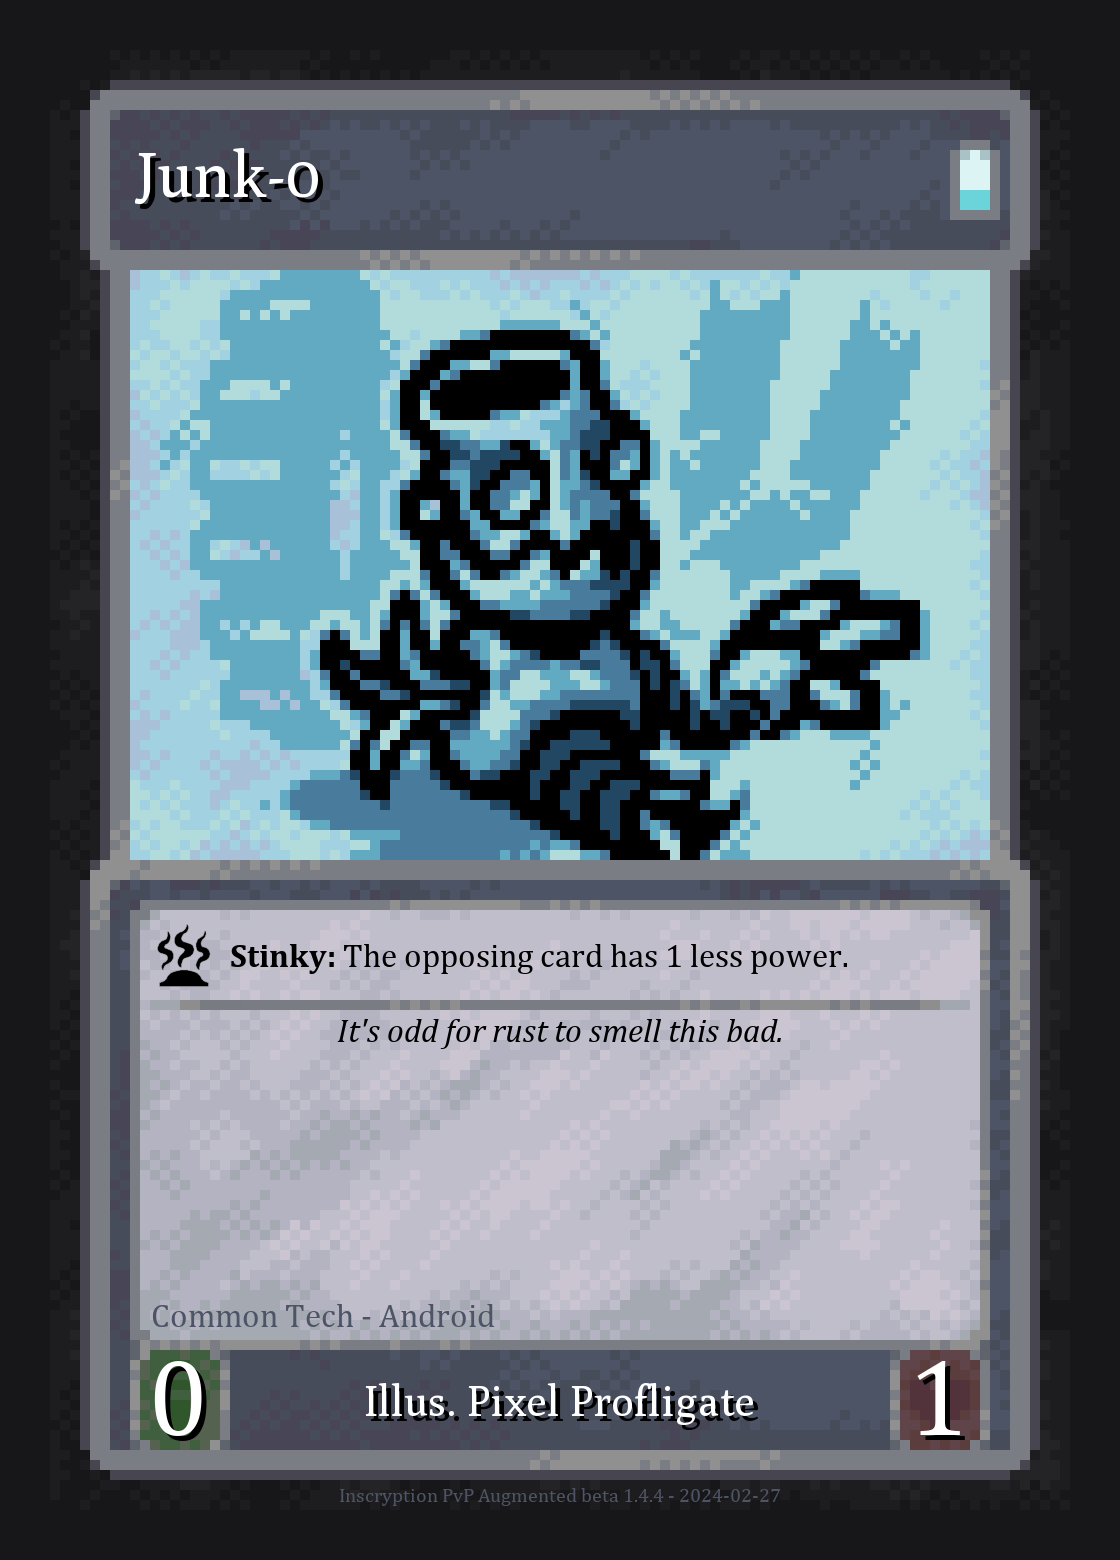 Junk-o
Stinky: The opposing card has 1 less power.
It's odd for rust to smell this bad.
Common Tech - Android
0
Illus. Pixel Profligate
1
Inscryption PvP Augmented beta 1.4.4 - 2024-02-27